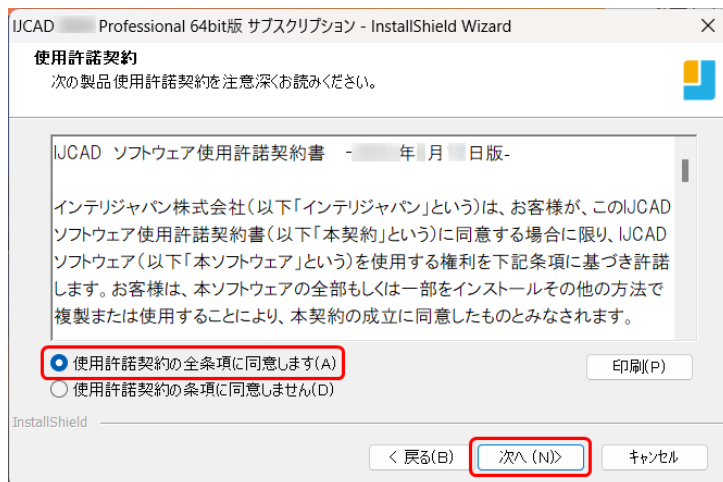 IJCAD Professional 64bit版 サブスクリプション - InstallShield Wizard
使用許諾契約
次の製品使用許諾契約を注意深くお読みください。
IJCAD ソフトウェア使用許諾契約書 - 年 月 日版-
インテリジャパン株式会社(以下「インテリジャパン」という)は、お客様が、このIJCAD
ソフトウェア使用許諾契約書(以下「本契約」という)に同意する場合に限り、IJCAD
ソフトウェア(以下「本ソフトウェア」という)を使用する権利を下記条項に基づき許諾
します。お客様は、本ソフトウェアの全部もしくは一部をインストールその他の方法で
複製または使用することにより、本契約の成立に同意したものとみなされます。
使用許諾契約の全条項に同意します(A)
印刷(P)
使用許諾契約の条項に同意しません(D)
InstallShield
< 戻る(B)
次へ (N)>
キャンセル